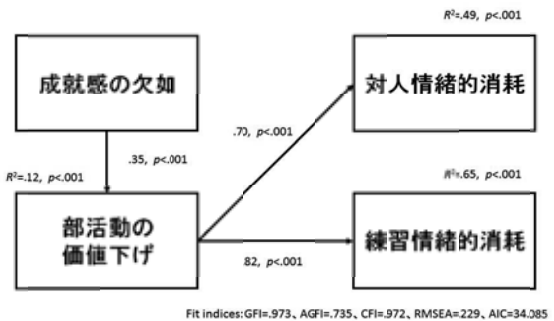 R²=.49, p<.001
成就感の欠如
対人情緒的消耗
.70, p<.001
.35, p<.001
R²=.12, p<.001
R²=.65, p<.001
部活動の
価値下げ
練習情緒的消耗
82, p<.001
Fit indices:GFI=.973、AGFI=.735、CFI=.972、RMSEA=.229、AIC=34.085